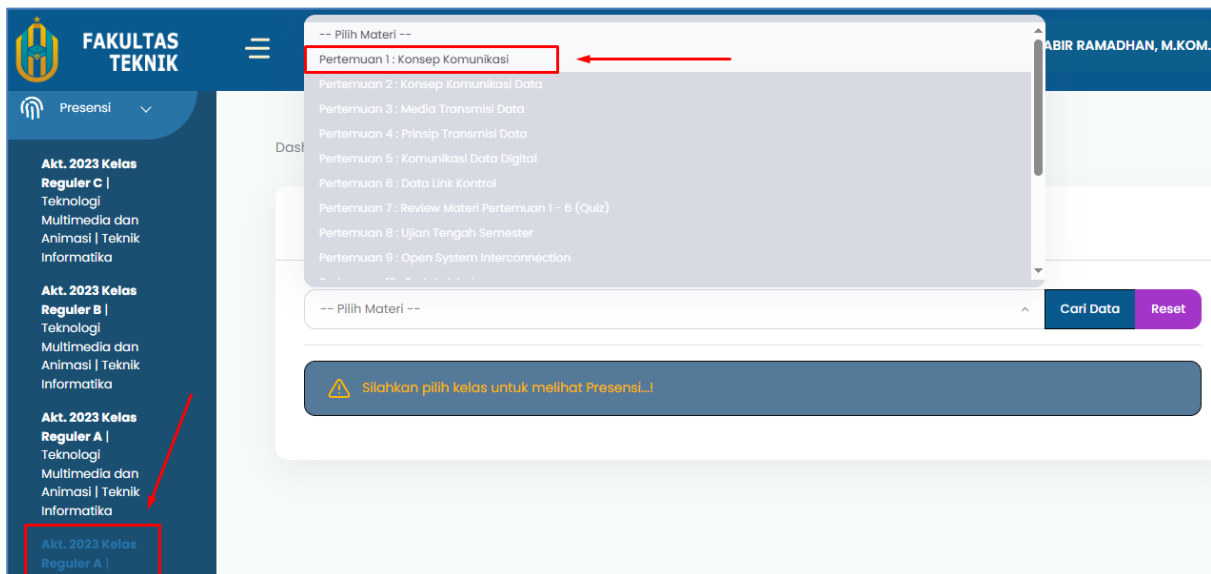 FAKULTAS
TEKNIK
Presensi
Akt. 2023 Kelas
Reguler C |
Teknologi
Multimedia dan
Animasi | Teknik
Informatika
Akt. 2023 Kelas
Reguler B |
Teknologi
Multimedia dan
Animasi | Teknik
Informatika
Akt. 2023 Kelas
Reguler A |
Teknologi
Multimedia dan
Animasi | Teknik
Informatika
Akt. 2023 Kelas
Reguler A |
-- Pilih Materi --
Pertemuan 1 : Konsep Komunikasi
Pertemuan 2 : Konsep Komunikasi Data
Pertemuan 3 : Media Transmisi Data
Pertemuan 4 : Prinsip Transmisi Data
Pertemuan 5 : Komunikasi Data Digital
Pertemuan 6 : Data Link Kontrol
Pertemuan 7 : Review Materi Pertemuan 1 - 6 (Quiz)
Pertemuan 8 : Ujian Tengah Semester
Pertemuan 9 : Open System Interconnection
ABIR RAMADHAN, M.KOM.
Dash
-- Pilih Materi --
Cari Data
Reset
Silahkan pilih kelas untuk melihat Presensi...!